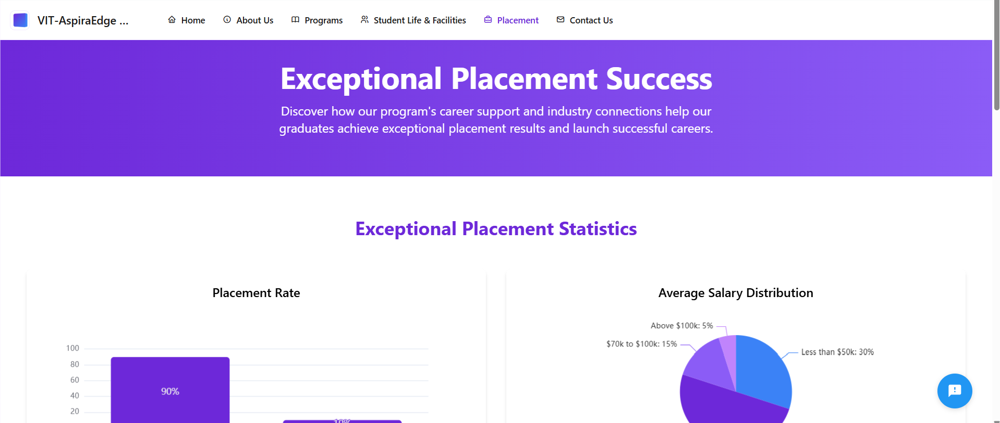 VIT-AspiraEdge ...
Home
About Us
Programs
Student Life & Facilities
Placement
Contact Us
Exceptional Placement Success
Discover how our program's career support and industry connections help our
graduates achieve exceptional placement results and launch successful careers.
Exceptional Placement Statistics
Placement Rate
100
80
60
40
20
90%
10%
Average Salary Distribution
Above $100k: 5%
$70k to $100k: 15%
Less than $50k: 30%